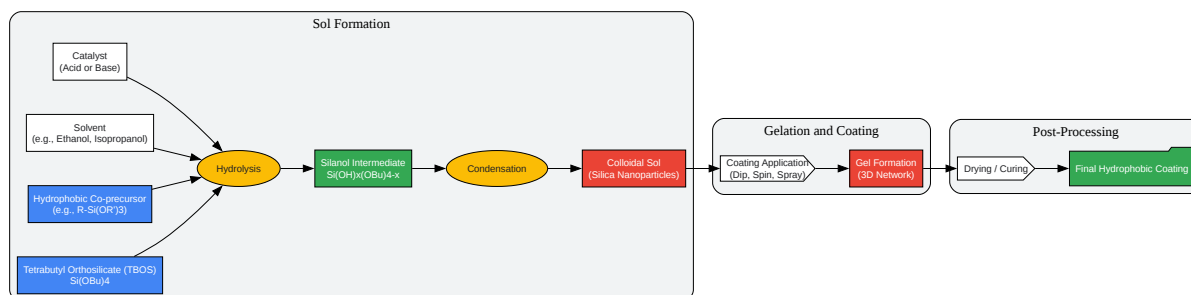 Sol Formation
Catalyst
(Acid or Base)
Solvent
(e.g., Ethanol, Isopropanol)
Hydrophobic Co-precursor
(e.g., R-Si(OR')3)
Tetrabutyl Orthosilicate (TBOS)
Si(OBu)4
Hydrolysis
Silanol Intermediate
Si(OH)x(OBu)4-x
Condensation
Colloidal Sol
(Silica Nanoparticles)
Gelation and Coating
Coating Application
(Dip, Spin, Spray)
Gel Formation
(3D Network)
Post-Processing
Drying / Curing
Final Hydrophobic Coating